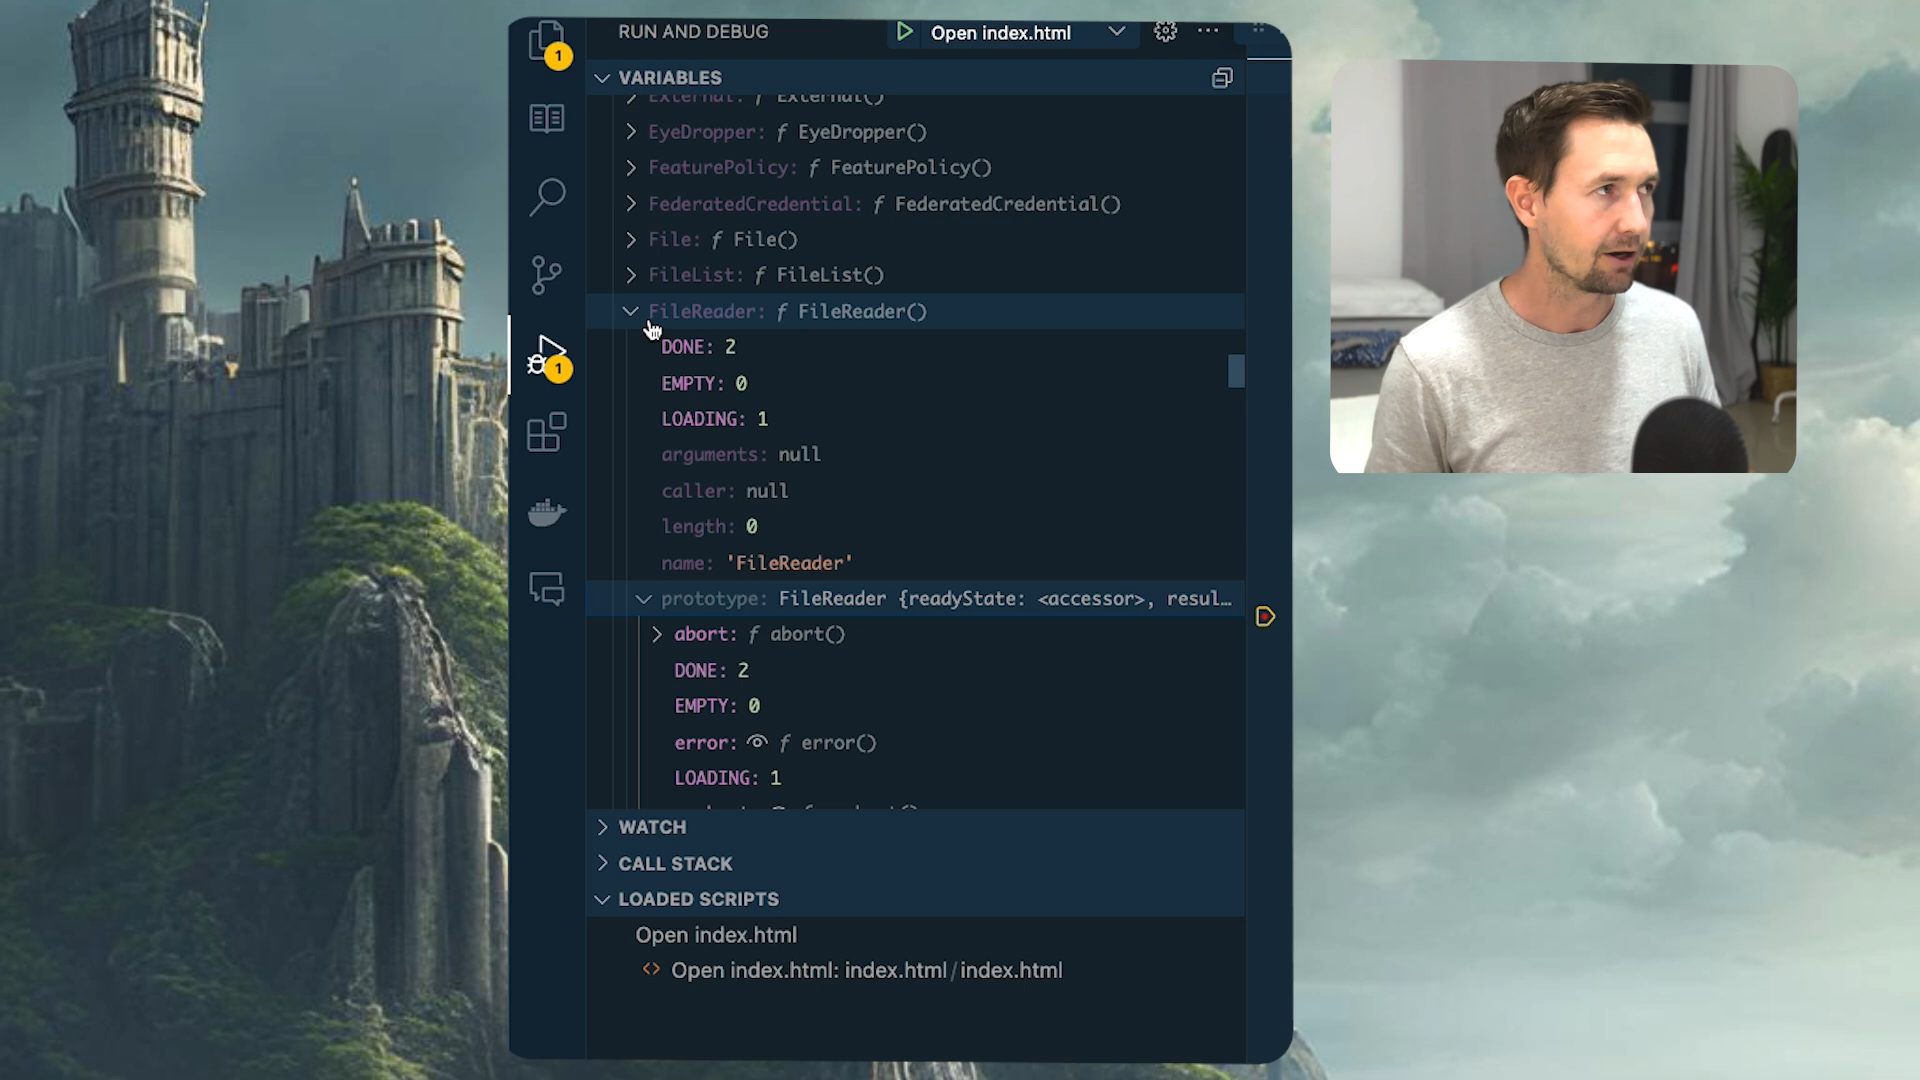 RUN AND DEBUG
Open index.html
1
VARIABLES
External: ƒ External()
EyeDropper: ƒ EyeDropper()
FeaturePolicy: ƒ FeaturePolicy()
FederatedCredential: ƒ FederatedCredential()
File: ƒ File()
FileList: ƒ FileList()
FileReader: ƒ FileReader()
DONE: 2
1
EMPTY: 0
LOADING: 1
arguments: null
caller: null
length: 0
name: 'FileReader'
prototype: FileReader {readyState: <accessor>, resul…
abort: ƒ abort()
DONE: 2
EMPTY: 0
error: ƒ error()
LOADING: 1
WATCH
CALL STACK
LOADED SCRIPTS
Open index.html
<> Open index.html: index.html/index.html